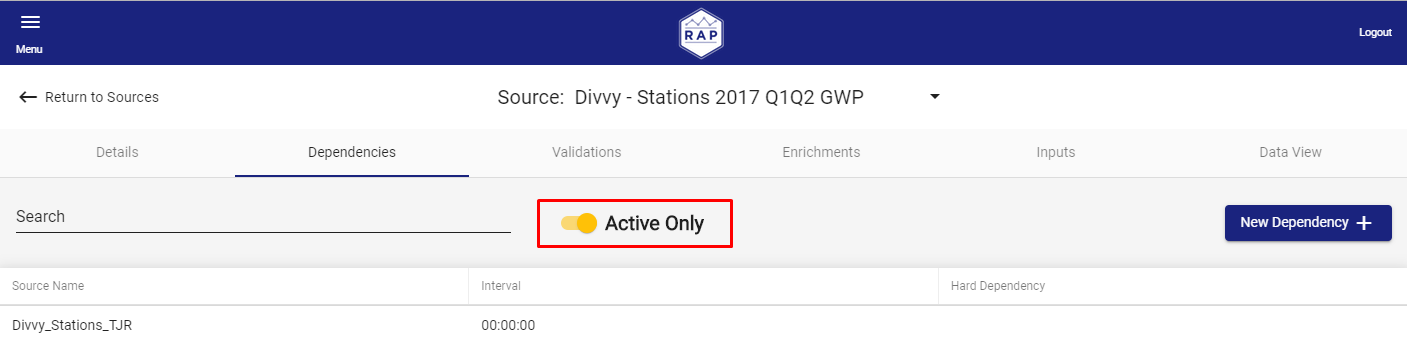 Menu
RAP
Logout
Return to Sources
Source: Divvy - Stations 2017 Q1Q2 GWP
Details Dependencies Validations Enrichments Inputs Data View
Search Active Only New Dependency +
Source Name Interval Hard Dependency
Divvy_Stations_TJR 00:00:00